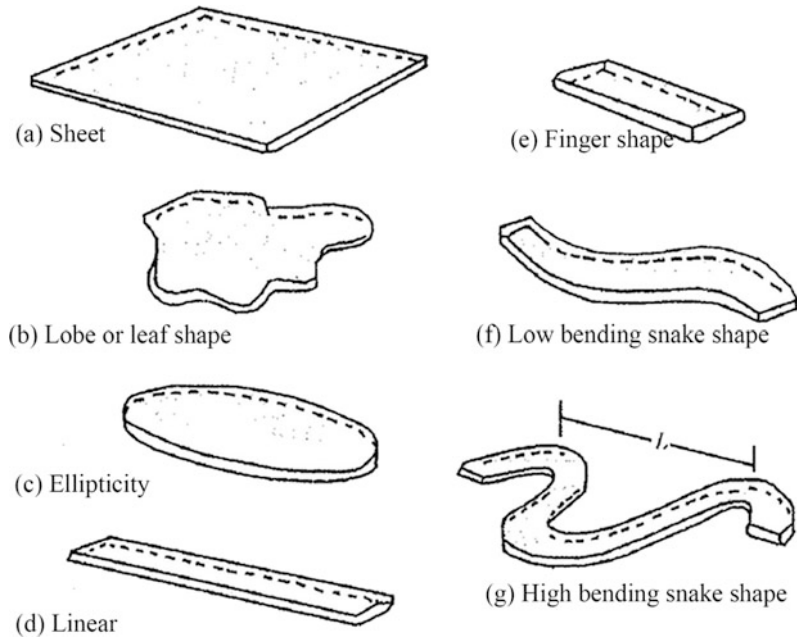 (a) Sheet
(b) Lobe or leaf shape
(c) Ellipticity
(d) Linear
(e) Finger shape
(f) Low bending snake shape
L
(g) High bending snake shape